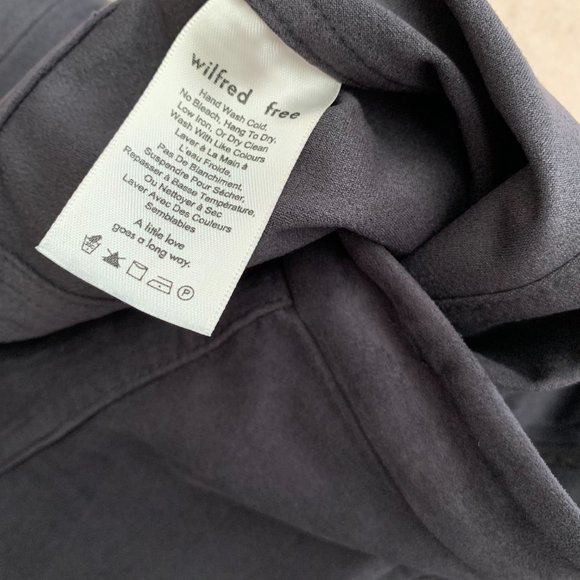 wilfred free
Hand Wash Cold.
No Bleach, Hang To Dry.
Low Iron, Or Dry Clean
Wash With Like Colours
Laver à La Main à
L'eau Froide.
Pas De Blanchiment.
Suspendre Pour Sécher,
Repasser à Basse Température,
Ou Nettoyer à Sec
Laver Avec Des Couleurs
Semblables
A little love
goes a long way.
P